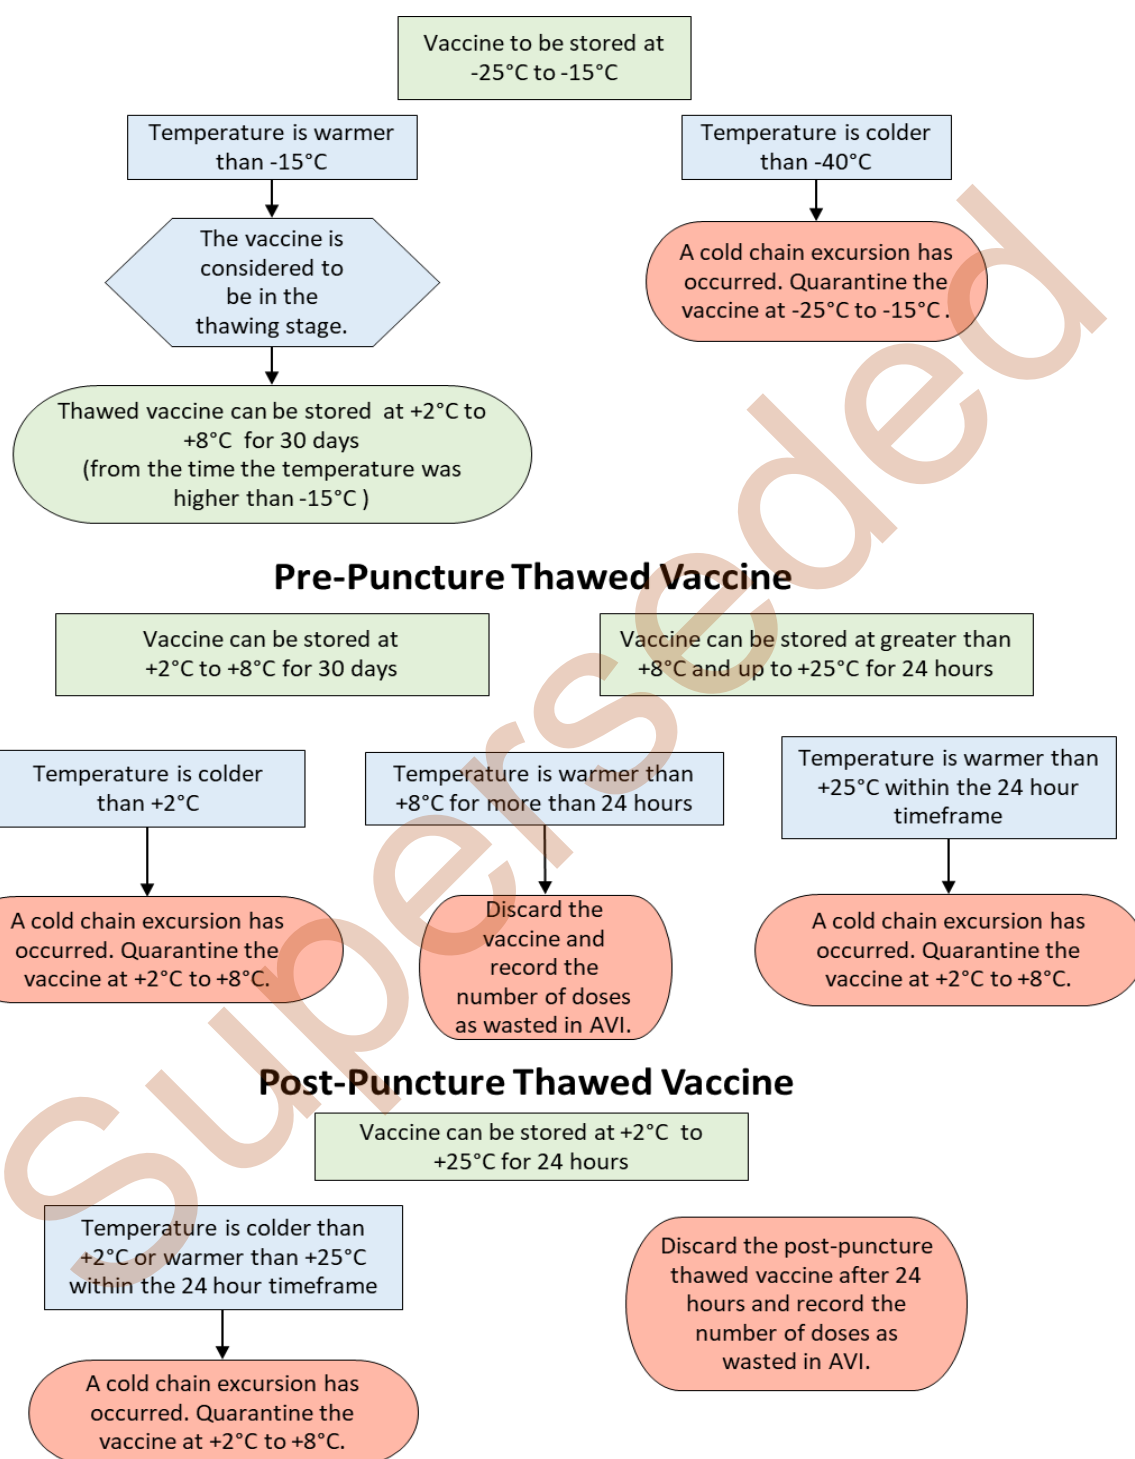 Vaccine to be stored at
-25°C to -15°C
Temperature is warmer
than -15°C
Temperature is colder
than -40°C
The vaccine is
considered to
be in the
thawing stage.
A cold chain excursion has
occurred. Quarantine the
vaccine at -25°C to -15°C .
Thawed vaccine can be stored at +2°C to
+8°C for 30 days
(from the time the temperature was
higher than -15°C )
Pre-Puncture Thawed Vaccine
Vaccine can be stored at
+2°C to +8°C for 30 days
Vaccine can be stored at greater than
+8°C and up to +25°C for 24 hours
Temperature is colder
than +2°C
Temperature is warmer than
+8°C for more than 24 hours
Temperature is warmer than
+25°C within the 24 hour
timeframe
A cold chain excursion has
occurred. Quarantine the
vaccine at +2°C to +8°C.
Discard the
vaccine and
record the
number of doses
as wasted in AVI.
A cold chain excursion has
occurred. Quarantine the
vaccine at +2°C to +8°C.
Post-Puncture Thawed Vaccine
Vaccine can be stored at +2°C to
+25°C for 24 hours
Temperature is colder than
+2°C or warmer than +25°C
within the 24 hour timeframe
Discard the post-puncture
thawed vaccine after 24
hours and record the
number of doses as
wasted in AVI.
A cold chain excursion has
occurred. Quarantine the
vaccine at +2°C to +8°C.
Superseded